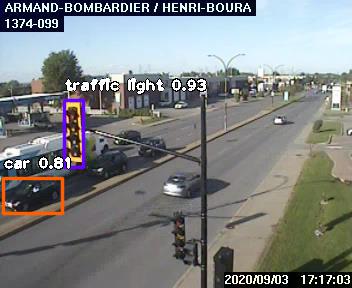 ARMAND-BOMBARDIER / HENRI-BOURA
1374-099
traffic light 0.93
car 0.81
2020/09/03 17:17:03